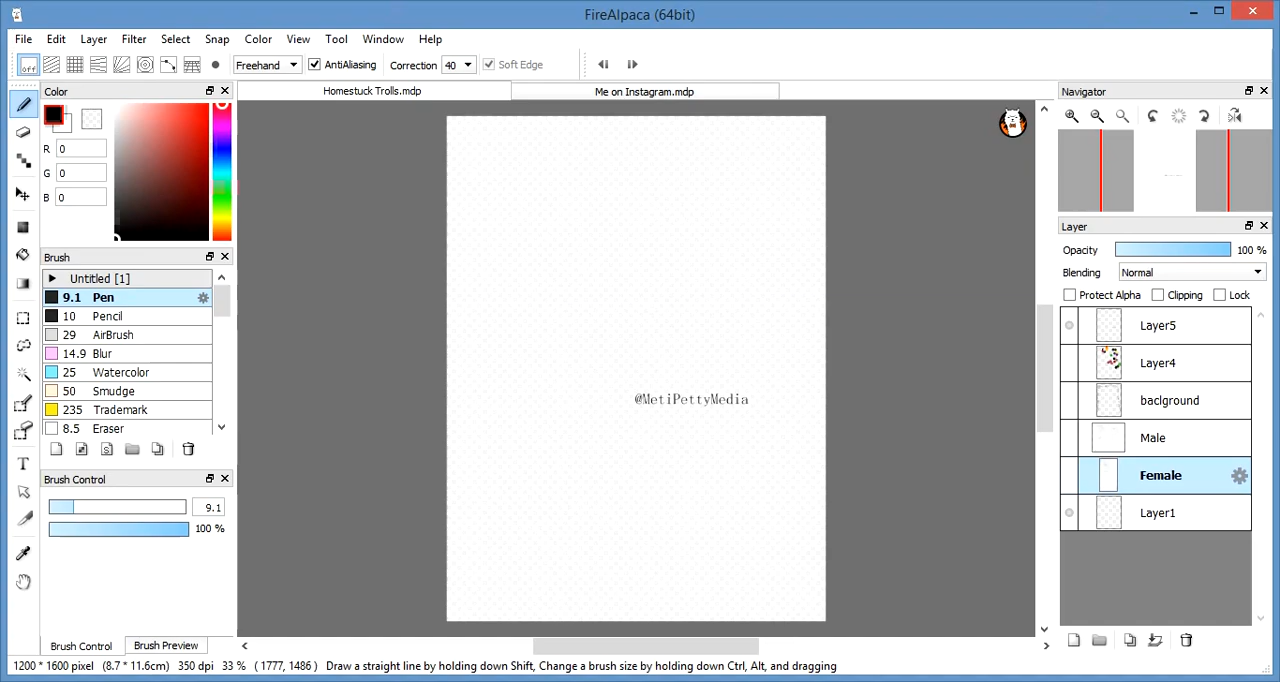 FireAlpaca (64bit)
File Edit Layer Filter Select Snap Color View Tool Window Help
off Freehand AntiAliasing Correction 40 Soft Edge
Color
R 0
G 0
B 0
Brush
Untitled [1]
9.1 Pen
10 Pencil
29 AirBrush
14.9 Blur
25 Watercolor
50 Smudge
235 Trademark
8.5 Eraser
Brush Control
9.1
100 %
Brush Control Brush Preview
Homestuck Trolls.mdp Me on Instagram.mdp
@MetiPettyMedia
Navigator
Layer
Opacity 100 %
Blending Normal
Protect Alpha Clipping Lock
Layer5
Layer4
baclground
Male
Female
Layer1
1200 * 1600 pixel (8.7 * 11.6cm) 350 dpi 33 % ( 1777, 1486 ) Draw a straight line by holding down Shift, Change a brush size by holding down Ctrl, Alt, and dragging